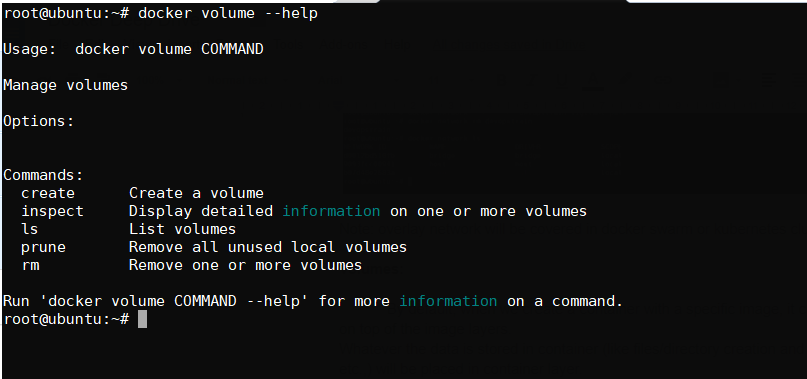 root@ubuntu:~# docker volume --help
Usage:  docker volume COMMAND
Manage volumes
Options:
Commands:
  create      Create a volume
  inspect     Display detailed information on one or more volumes
  ls          List volumes
  prune       Remove all unused local volumes
  rm          Remove one or more volumes
Run 'docker volume COMMAND --help' for more information on a command.
root@ubuntu:~#